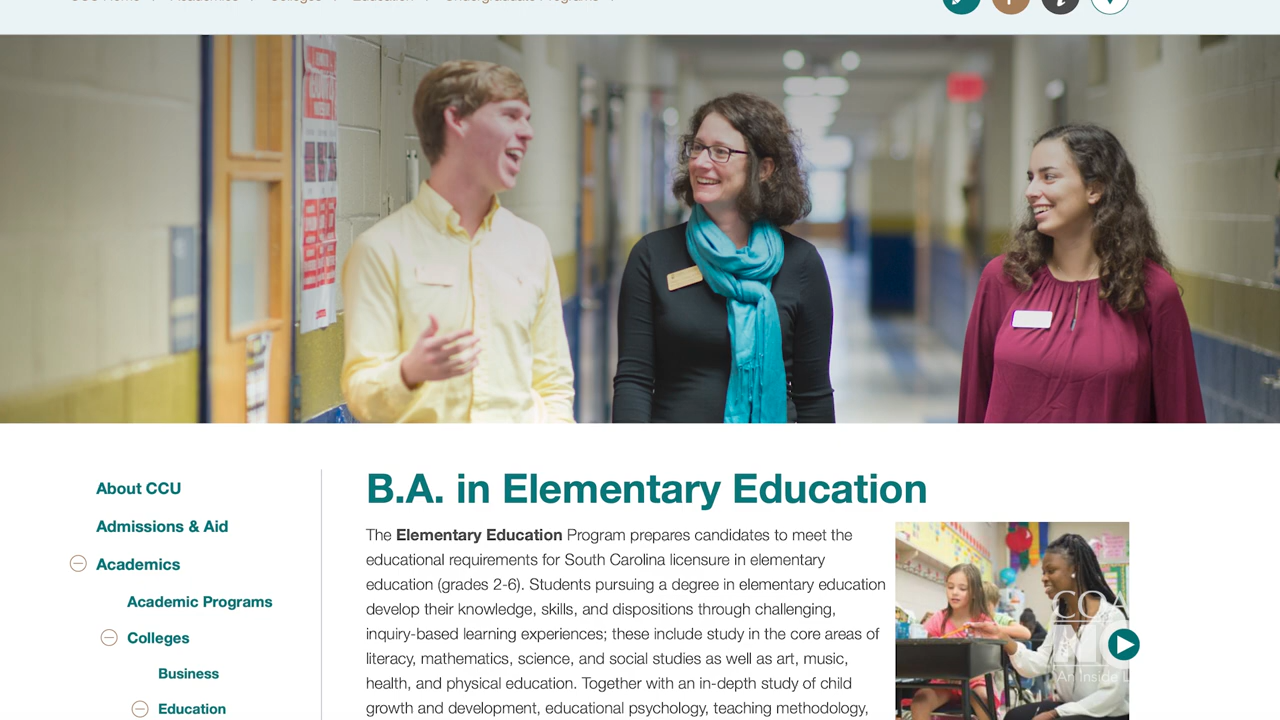 About CCU
Admissions & Aid
Academics
Academic Programs
Colleges
Business
Education
B.A. in Elementary Education
The Elementary Education Program prepares candidates to meet the
educational requirements for South Carolina licensure in elementary
education (grades 2-6). Students pursuing a degree in elementary education
develop their knowledge, skills, and dispositions through challenging,
inquiry-based learning experiences; these include study in the core areas of
literacy, mathematics, science, and social studies as well as art, music,
health, and physical education. Together with an in-depth study of child
growth and development, educational psychology, teaching methodology,
COA
An Inside L